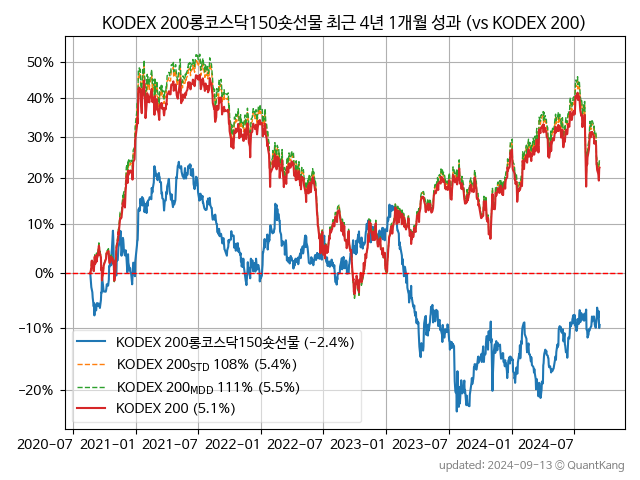 KODEX 200롱코스닥150숏선물 최근 4년 1개월 성과 (vs KODEX 200)
50%
40%
30%
20%
10%
0%
−10%
−20%
KODEX 200롱코스닥150숏선물 (−2.4%)
KODEX 200STD 108% (5.4%)
KODEX 200MDD 111% (5.5%)
KODEX 200 (5.1%)
2020-07 2021-01 2021-07 2022-01 2022-07 2023-01 2023-07 2024-01 2024-07
updated: 2024-09-13 © QuantKang